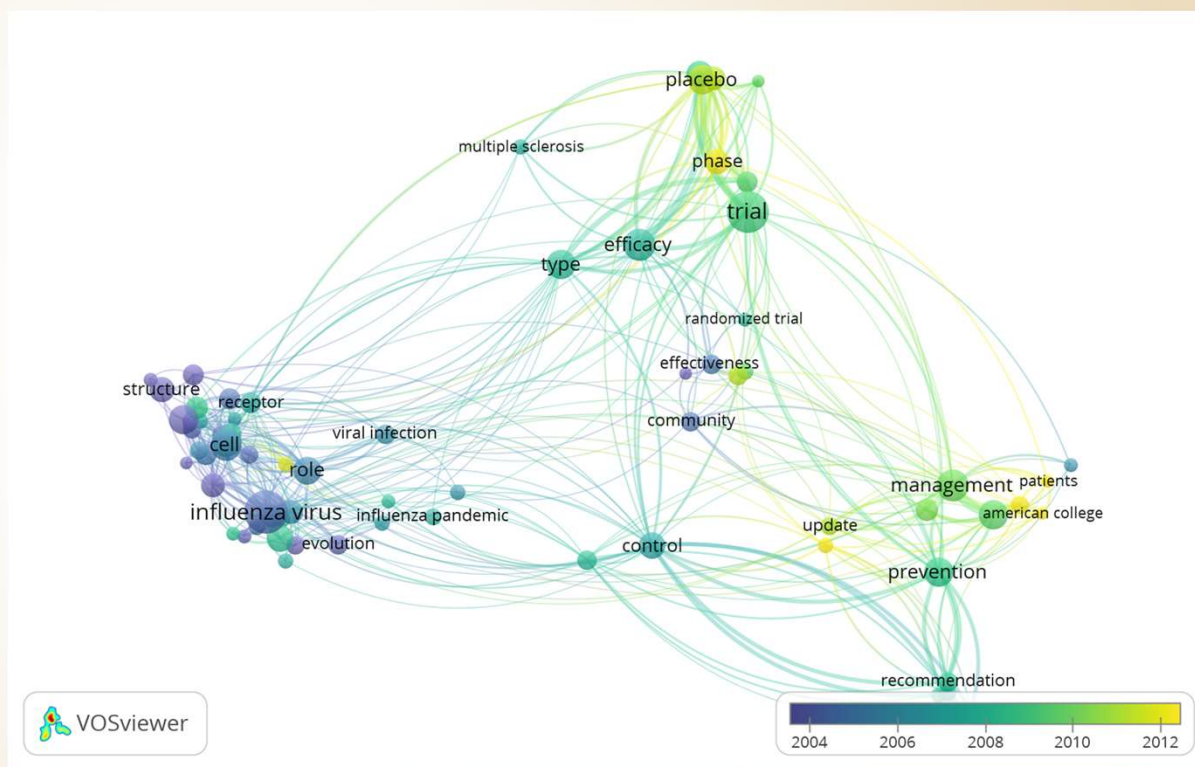 placebo
multiple sclerosis
phase
trial
efficacy
type
randomized trial
effectiveness
structure
receptor
community
viral infection
cell
role
management
patients
influenza virus
influenza pandemic
american college
update
evolution
control
prevention
recommendation
VOSviewer
2004 2006 2008 2010 2012